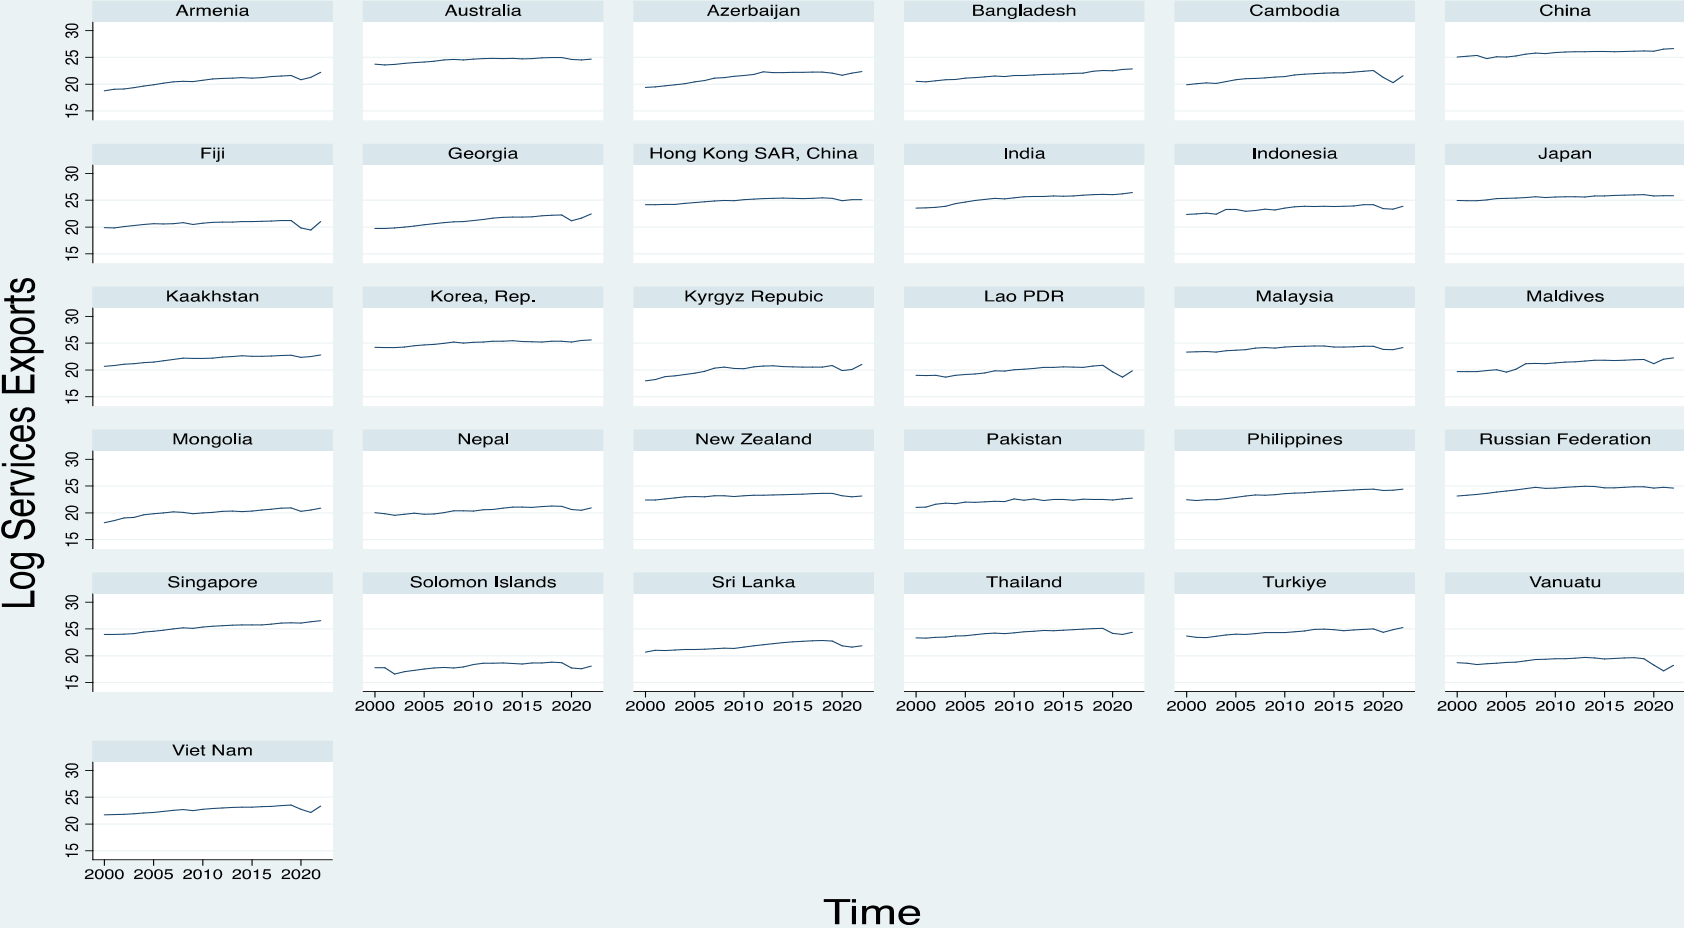 Log Services Exports
Armenia Australia Azerbaijan Bangladesh Cambodia China
30
25
20
15
Fiji Georgia Hong Kong SAR, China India Indonesia Japan
30
25
20
15
Kaakhstan Korea, Rep. Kyrgyz Repubic Lao PDR Malaysia Maldives
30
25
20
15
Mongolia Nepal New Zealand Pakistan Philippines Russian Federation
30
25
20
15
Singapore Solomon Islands Sri Lanka Thailand Turkiye Vanuatu
30
25
20
15
2000 2005 2010 2015 2020 2000 2005 2010 2015 2020 2000 2005 2010 2015 2020 2000 2005 2010 2015 2020 2000 2005 2010 2015 2020
Viet Nam
30
25
20
15
2000 2005 2010 2015 2020
Time